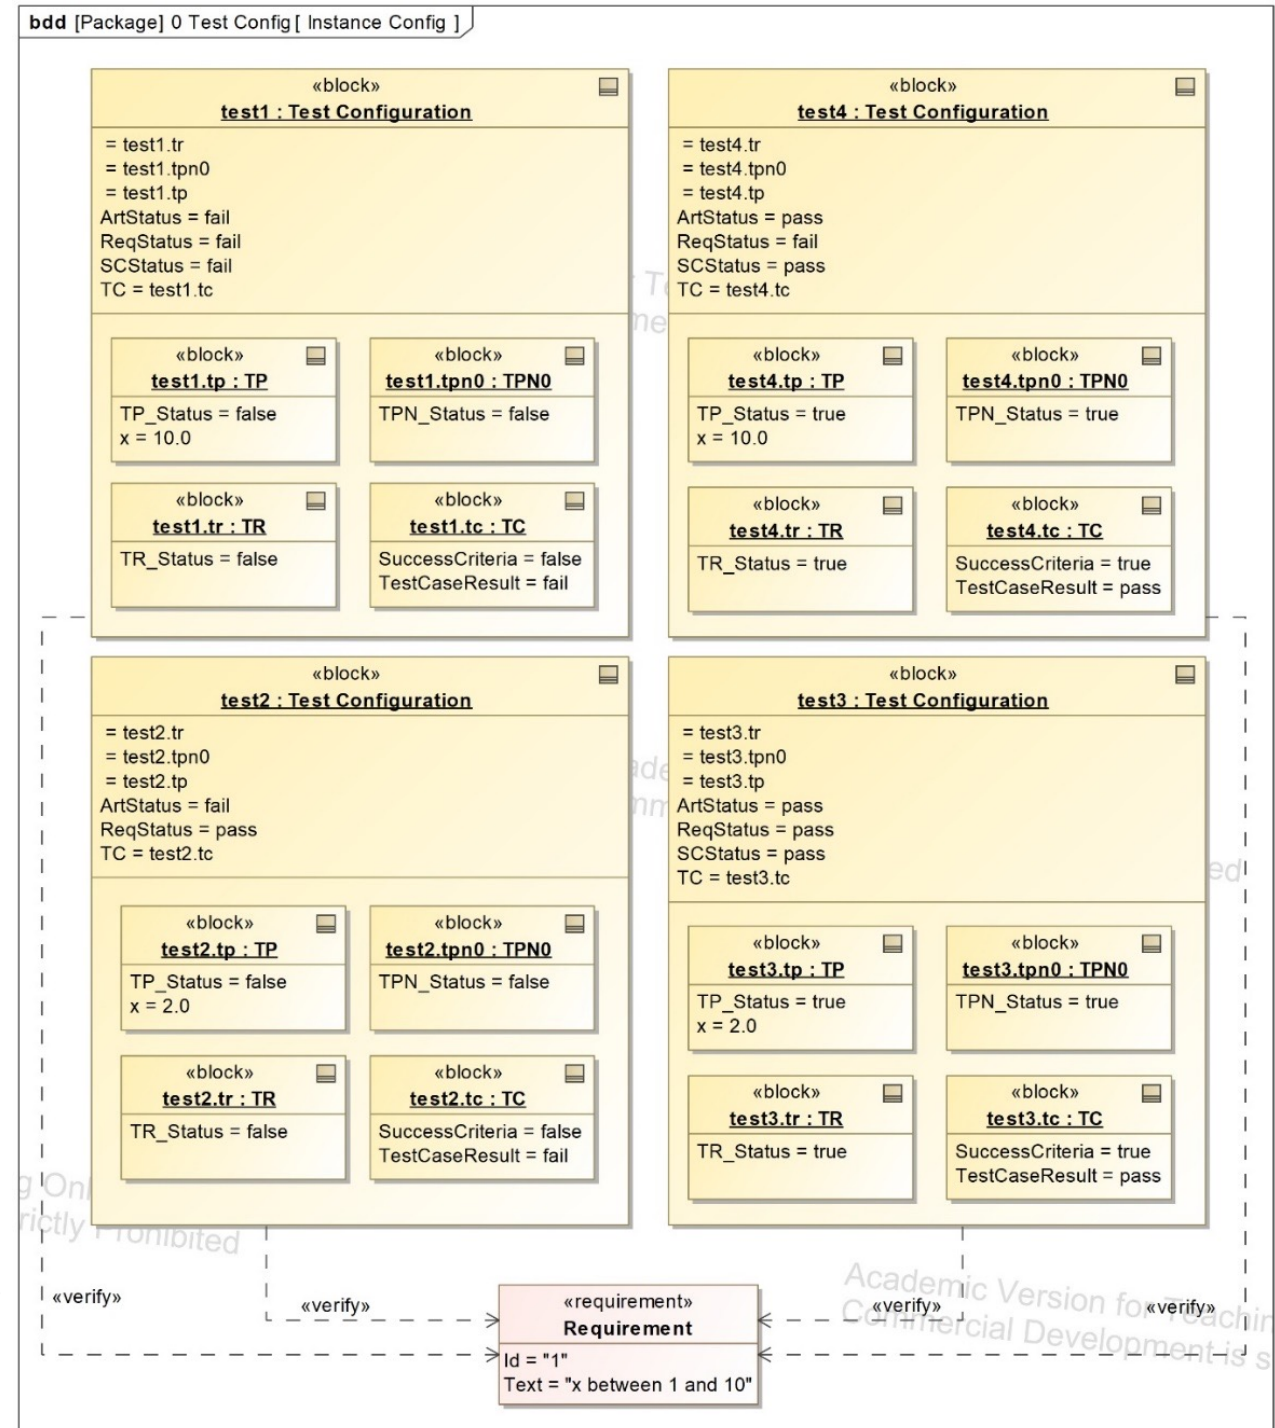 bdd [Package] 0 Test Config [ Instance Config ]
«block»
test1 : Test Configuration
= test1.tr
= test1.tpn0
= test1.tp
ArtStatus = fail
ReqStatus = fail
SCStatus = fail
TC = test1.tc
«block»
test1.tp : TP
TP_Status = false
x = 10.0
«block»
test1.tpn0 : TPN0
TPN_Status = false
«block»
test1.tr : TR
TR_Status = false
«block»
test1.tc : TC
SuccessCriteria = false
TestCaseResult = fail
«block»
test4 : Test Configuration
= test4.tr
= test4.tpn0
= test4.tp
ArtStatus = pass
ReqStatus = fail
SCStatus = pass
TC = test4.tc
«block»
test4.tp : TP
TP_Status = true
x = 10.0
«block»
test4.tpn0 : TPN0
TPN_Status = true
«block»
test4.tr : TR
TR_Status = true
«block»
test4.tc : TC
SuccessCriteria = true
TestCaseResult = pass
«block»
test2 : Test Configuration
= test2.tr
= test2.tpn0
= test2.tp
ArtStatus = fail
ReqStatus = pass
TC = test2.tc
«block»
test2.tp : TP
TP_Status = false
x = 2.0
«block»
test2.tpn0 : TPN0
TPN_Status = false
«block»
test2.tr : TR
TR_Status = false
«block»
test2.tc : TC
SuccessCriteria = false
TestCaseResult = fail
«block»
test3 : Test Configuration
= test3.tr
= test3.tpn0
= test3.tp
ArtStatus = pass
ReqStatus = pass
SCStatus = pass
TC = test3.tc
«block»
test3.tp : TP
TP_Status = true
x = 2.0
«block»
test3.tpn0 : TPN0
TPN_Status = true
«block»
test3.tr : TR
TR_Status = true
«block»
test3.tc : TC
SuccessCriteria = true
TestCaseResult = pass
«verify»
«verify»
«verify»
«verify»
«requirement»
Requirement
Id = "1"
Text = "x between 1 and 10"
Prohibited
Academic Version for
Commercial Development is